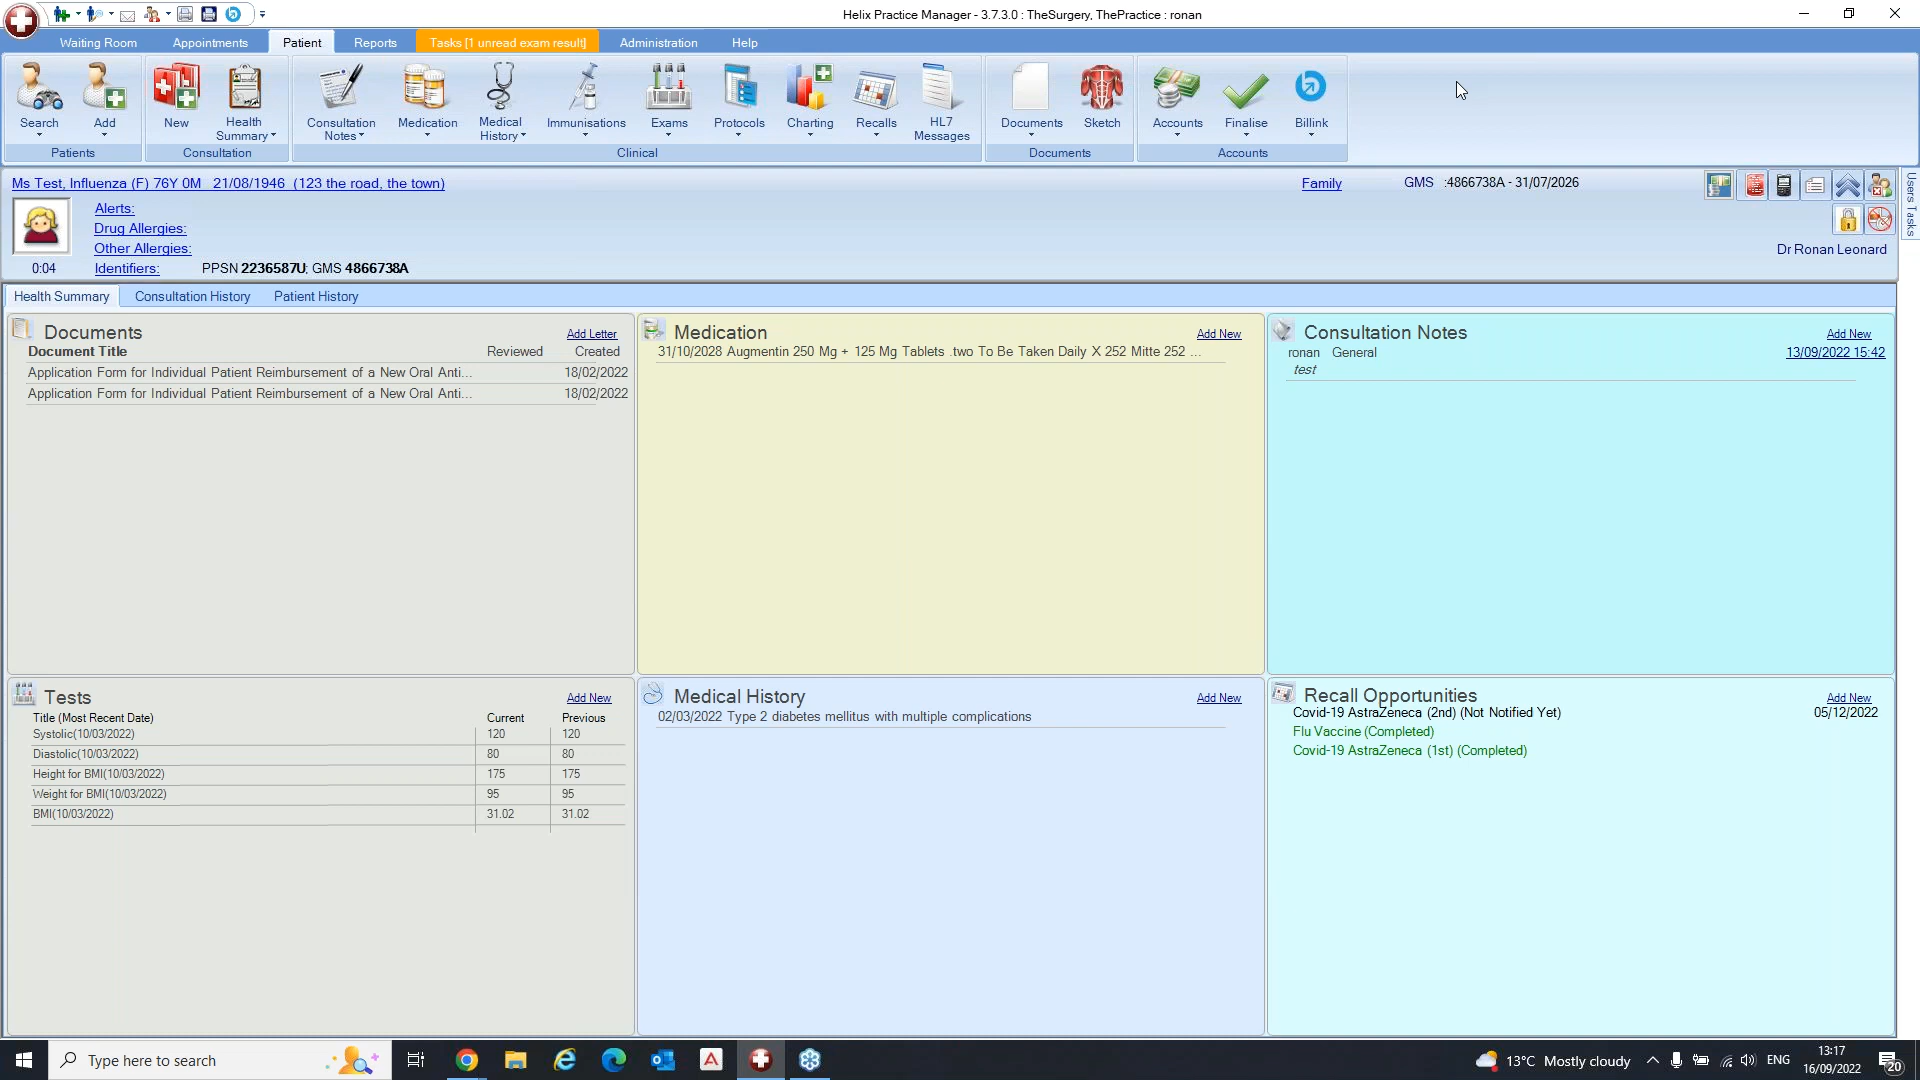 Helix Practice Manager - 3.7.3.0 : TheSurgery, ThePractice : ronan
Waiting Room Appointments Patient Reports Tasks [1 unread exam result] Administration Help
Search Add New Health Summary Consultation Notes Medication Medical History Immunisations Exams Protocols Charting Recalls HL7 Messages Documents Sketch Accounts Finalise Billink
Patients Consultation Clinical Documents Accounts
Ms Test, Influenza (F) 76Y 0M 21/08/1946 (123 the road, the town) Family GMS :4866738A - 31/07/2026
Users Tasks
Alerts:
Drug Allergies:
Other Allergies: Dr Ronan Leonard
0:04 Identifiers: PPSN 2236587U; GMS 4866738A
Health Summary Consultation History Patient History
Documents Add Letter
Document Title Reviewed Created
Application Form for Individual Patient Reimbursement of a New Oral Anti... 18/02/2022
Application Form for Individual Patient Reimbursement of a New Oral Anti... 18/02/2022
Medication Add New
31/10/2028 Augmentin 250 Mg + 125 Mg Tablets .two To Be Taken Daily X 252 Mitte 252 ...
Consultation Notes Add New
ronan General 13/09/2022 15:42
test
Tests Add New
Title (Most Recent Date) Current Previous
Systolic(10/03/2022) 120 120
Diastolic(10/03/2022) 80 80
Height for BMI(10/03/2022) 175 175
Weight for BMI(10/03/2022) 95 95
BMI(10/03/2022) 31.02 31.02
Medical History Add New
02/03/2022 Type 2 diabetes mellitus with multiple complications
Recall Opportunities Add New
Covid-19 AstraZeneca (2nd) (Not Notified Yet) 05/12/2022
Flu Vaccine (Completed)
Covid-19 AstraZeneca (1st) (Completed)
Type here to search 13°C Mostly cloudy ENG 13:17
16/09/2022 20